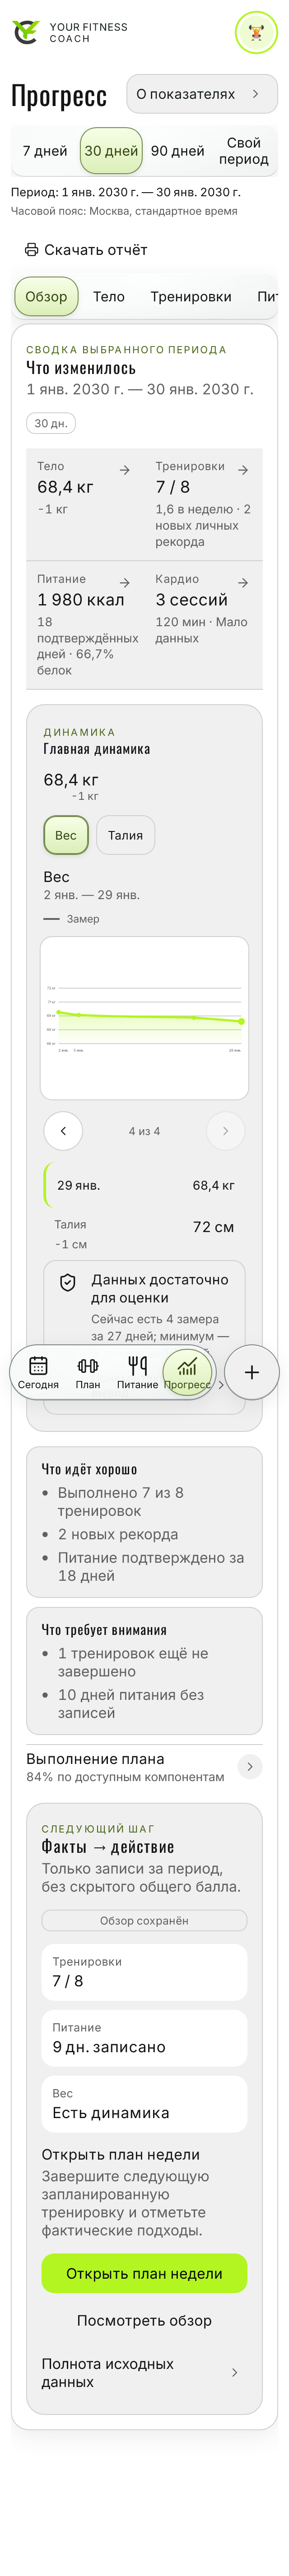 YOUR FITNESS
COACH
Прогресс
О показателях
7 дней
30 дней
90 дней
Свой
период
Период: 1 янв. 2030 г. — 30 янв. 2030 г.
Часовой пояс: Москва, стандартное время
Скачать отчёт
Обзор
Тело
Тренировки
Пит
СВОДКА ВЫБРАННОГО ПЕРИОДА
Что изменилось
1 янв. 2030 г. — 30 янв. 2030 г.
30 дн.
Тело
68,4 кг
-1 кг
Тренировки
7 / 8
1,6 в неделю · 2
новых личных
рекорда
Питание
1 980 ккал
18
подтверждённых
дней · 66,7%
белок
Кардио
3 сессий
120 мин · Мало
данных
ДИНАМИКА
Главная динамика
68,4 кг
-1 кг
Вес
Талия
Вес
2 янв. — 29 янв.
Замер
4 из 4
29 янв.
68,4 кг
Талия
-1 см
72 см
Данных достаточно
для оценки
Сейчас есть 4 замера
за 27 дней; минимум —
Сегодня
План
Питание
Прогресс
Что идёт хорошо
• Выполнено 7 из 8
тренировок
• 2 новых рекорда
• Питание подтверждено за
18 дней
Что требует внимания
• 1 тренировок ещё не
завершено
• 10 дней питания без
записей
Выполнение плана
84% по доступным компонентам
СЛЕДУЮЩИЙ ШАГ
Факты → действие
Только записи за период,
без скрытого общего балла.
Обзор сохранён
Тренировки
7 / 8
Питание
9 дн. записано
Вес
Есть динамика
Открыть план недели
Завершите следующую
запланированную
тренировку и отметьте
фактические подходы.
Открыть план недели
Посмотреть обзор
Полнота исходных
данных